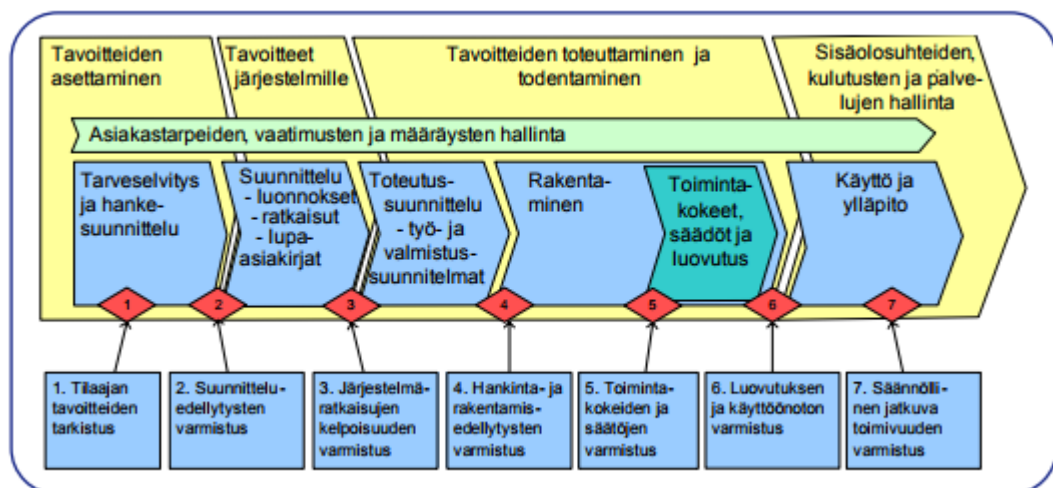 Tavoitteiden
asettaminen
Tavoitteet
järjestelmille
Tavoitteiden toteuttaminen ja
todentaminen
Sisäolosuhteiden,
kulutusten ja palve-
lujen hallinta
Asiakastarpeiden, vaatimusten ja määräysten hallinta
Tarveselvitys
ja hanke-
suunnittelu
Suunnittelu
- luonnokset
- ratkaisut
- lupa-
asiakirjat
Toteutus-
suunnittelu
- työ- ja
valmistus-
suunnitelmat
Rakenta-
minen
Toiminta-
kokeet,
säädöt ja
luovutus
Käyttö ja
ylläpito
1
2
3
4
5
6
7
1. Tilaajan
tavoitteiden
tarkistus
2. Suunnittelu-
edellytysten
varmistus
3. Järjestelmä-
ratkaisujen
kelpoisuuden
varmistus
4. Hankinta- ja
rakentamis-
edellytysten
varmistus
5. Toiminta-
kokeiden ja
säätöjen
varmistus
6. Luovutuksen
ja käyttöönoton
varmistus
7. Säännölli-
nen jatkuva
toimivuuden
varmistus